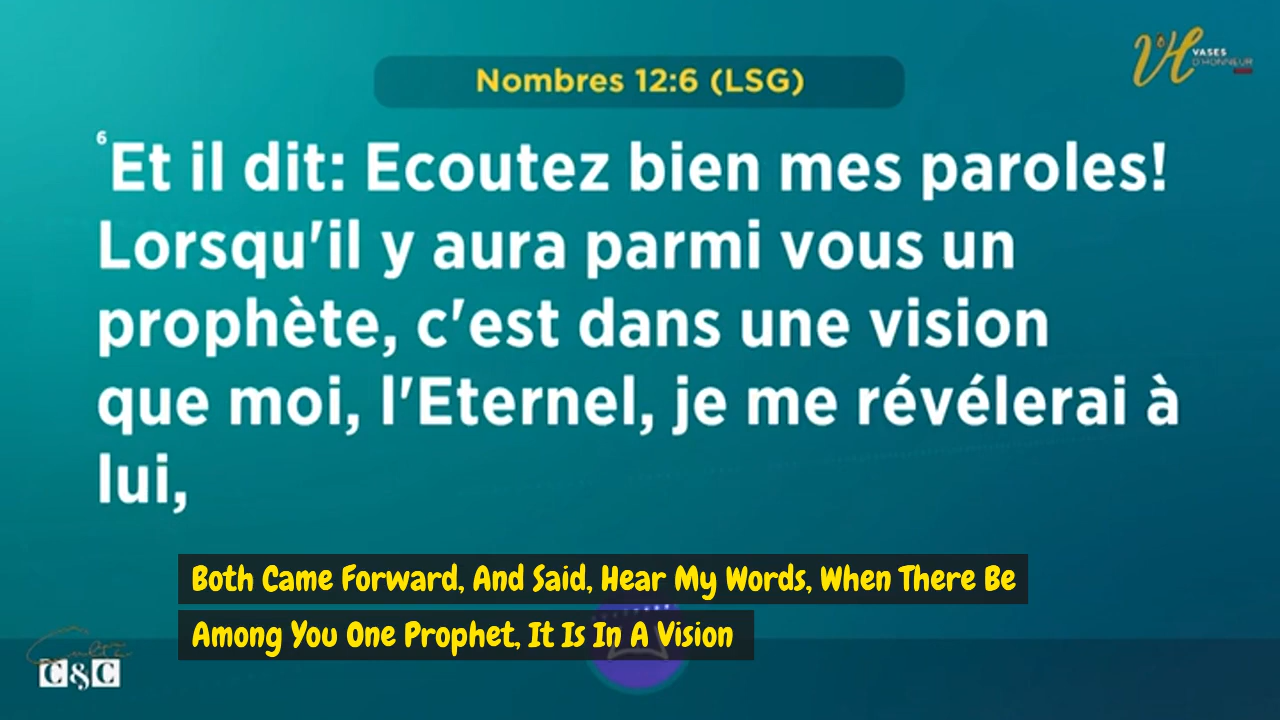 VH VASES
D'HONNEUR
Nombres 12:6 (LSG)
6 Et il dit: Ecoutez bien mes paroles!
Lorsqu'il y aura parmi vous un
prophète, c'est dans une vision
que moi, l'Eternel, je me révélerai à
lui,
Both Came Forward, And Said, Hear My Words, When There Be
Among You One Prophet, It Is In A Vision
Culte
C&C